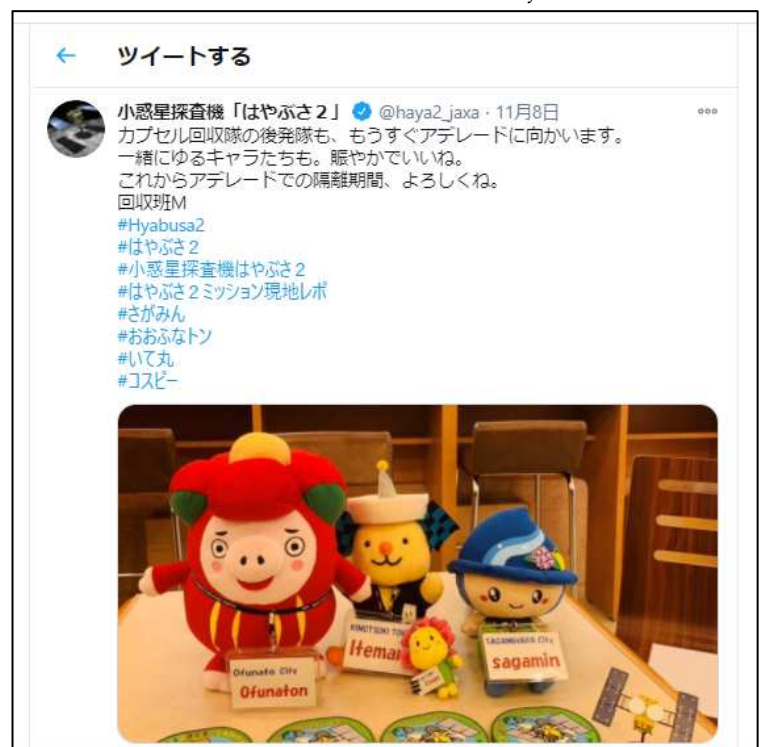 ツイートする
小惑星探査機「はやぶさ２」 @haya2_jaxa · 11月8日
カプセル回収隊の後発隊も、もうすぐアデレードに向かいます。
一緒にゆるキャラたちも。賑やかでいいね。
これからアデレードでの隔離期間、よろしくね。
回収班M
#Hyabusa2
#はやぶさ２
#小惑星探査機はやぶさ２
#はやぶさ２ミッション現地レポ
#さがみん
#おおふなトン
#いて丸
#コスピー
Ofunato City
Ofunaton
KIMOTSUKI TOWN
Itemaru
SAGAMIHARA City
sagamin